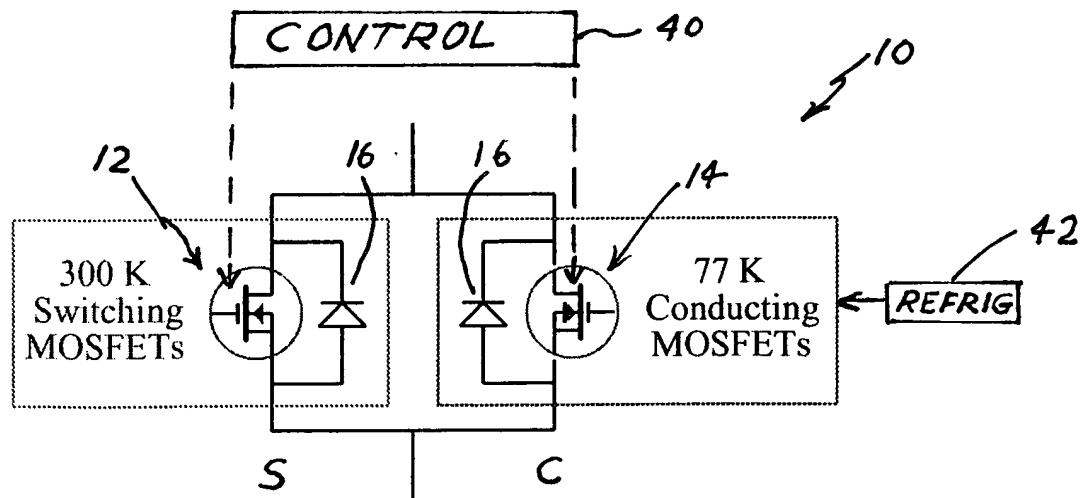 CONTROL
40
10
12
16
16
14
42
300 K
Switching
MOSFETs
77 K
Conducting
MOSFETs
REFRIG
S
C